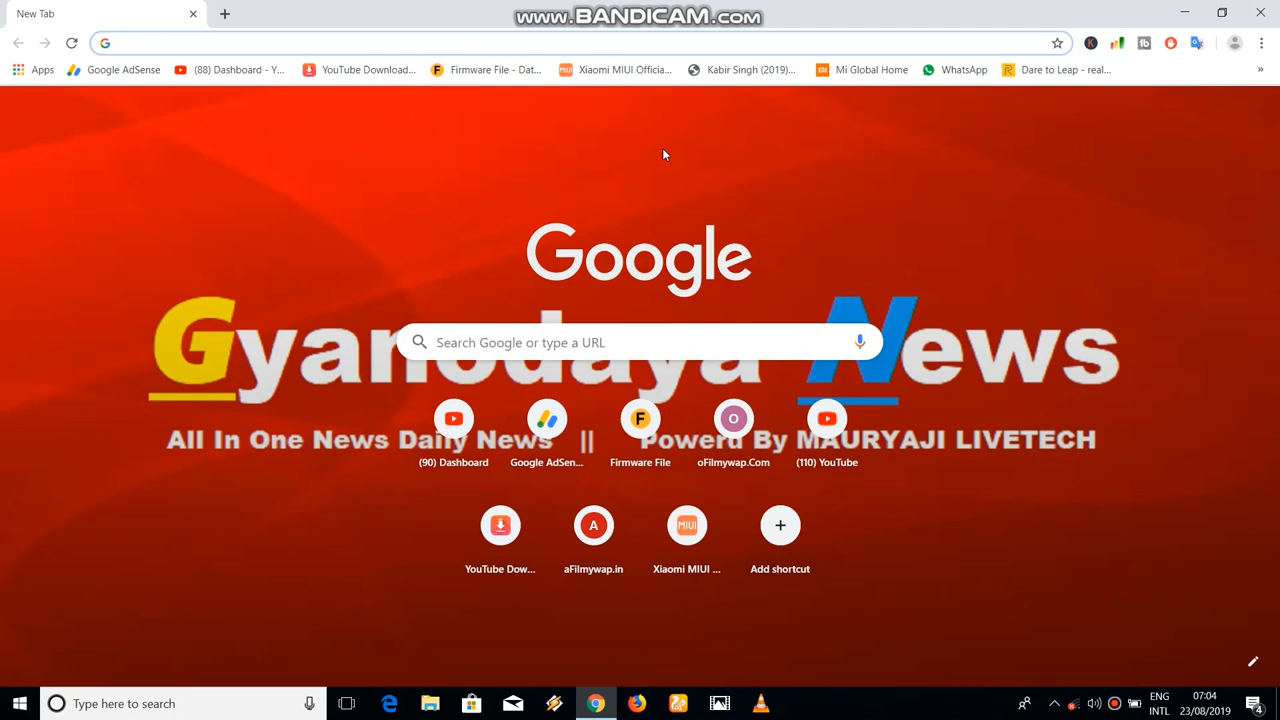 New Tab
www.BANDICAM.com
Apps
Google AdSense
(88) Dashboard - Y...
YouTube Download...
Firmware File - Dat...
Xiaomi MIUI Officia...
Kabir Singh (2019)...
Mi Global Home
WhatsApp
Dare to Leap - real...
»
Google
Gyanodaya News
Search Google or type a URL
All In One News Daily News || Powerd By MAURYAJI LIVETECH
(90) Dashboard
Google AdSen...
Firmware File
oFilmywap.Com
(110) YouTube
YouTube Dow...
aFilmywap.in
Xiaomi MIUI ...
Add shortcut
Type here to search
ENG
INTL
07:04
23/08/2019
4